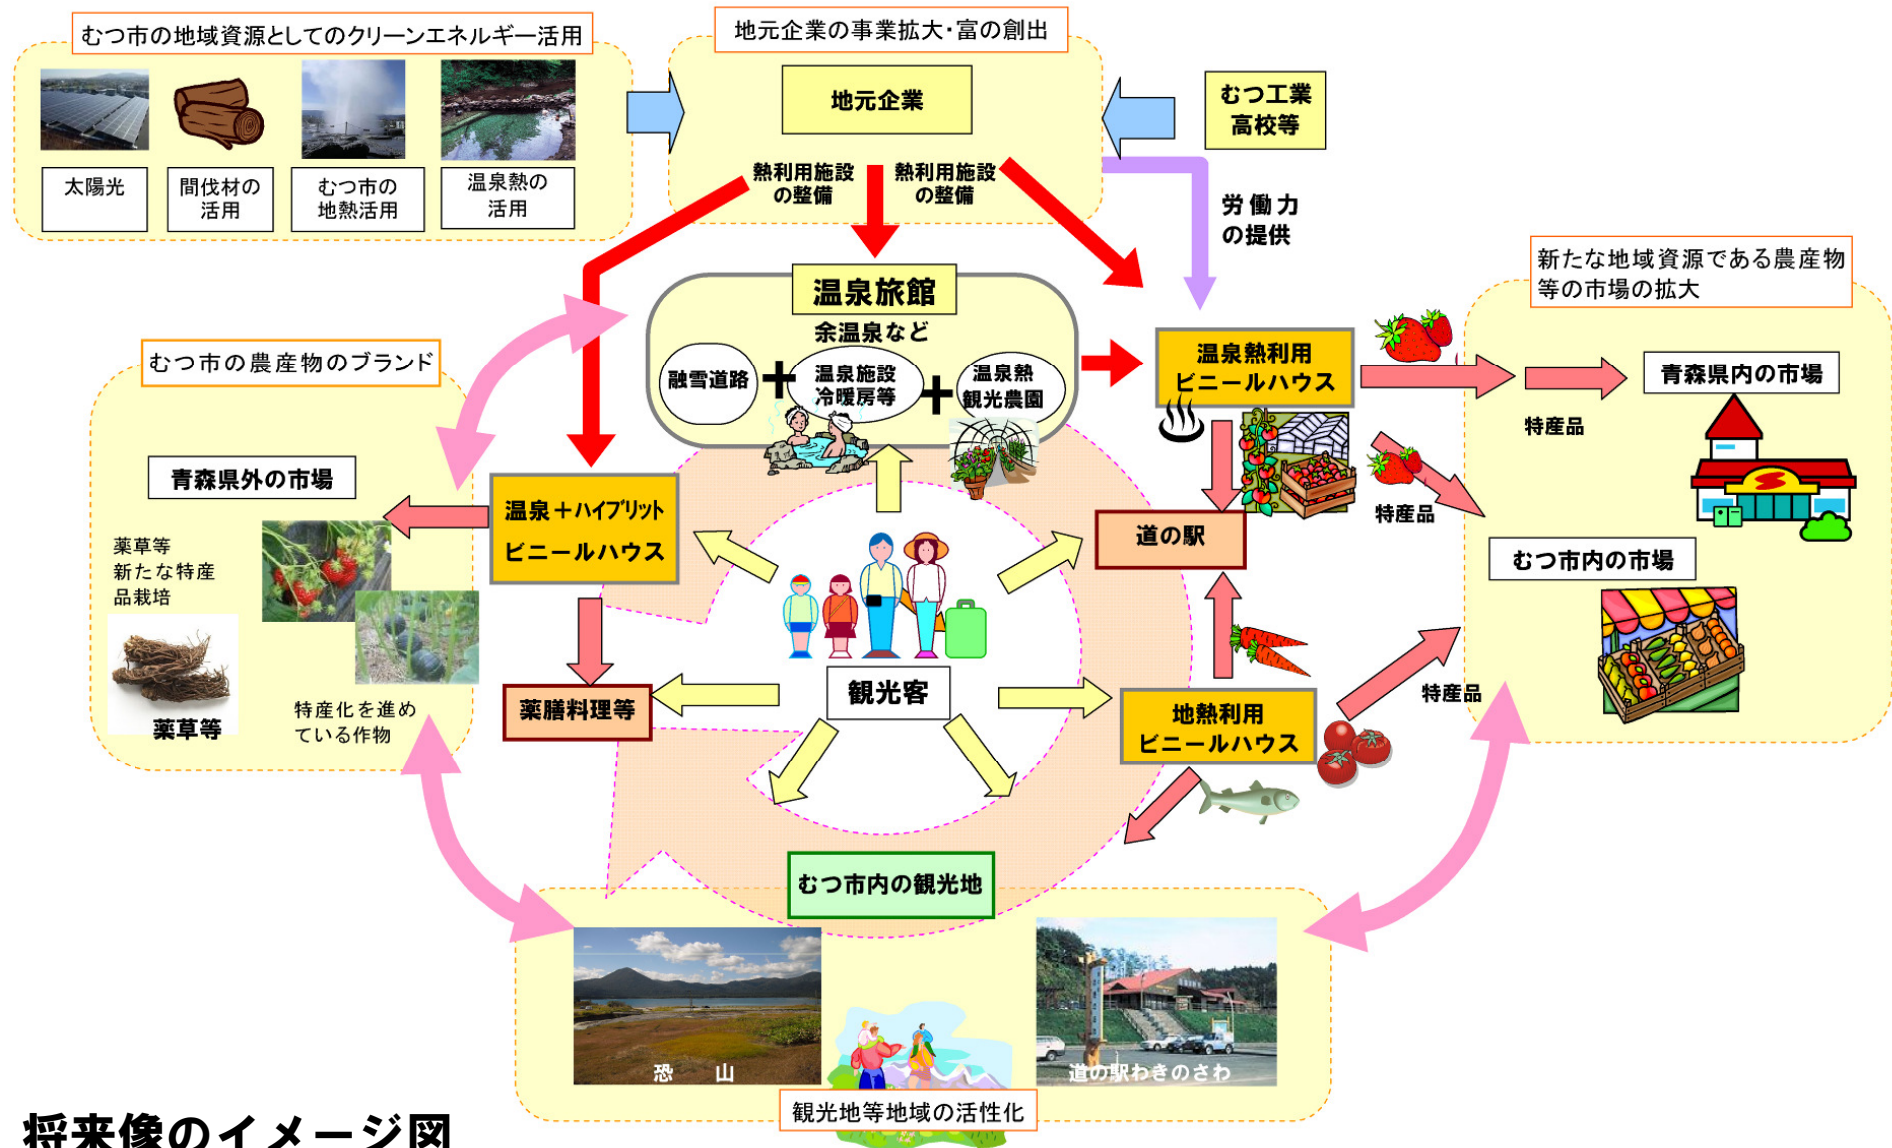 むつ市の地域資源としてのクリーンエネルギー活用
太陽光
間伐材の
活用
むつ市の
地熱活用
温泉熱の
活用
地元企業の事業拡大・富の創出
地元企業
熱利用施設
の整備
熱利用施設
の整備
むつ工業
高校等
労働力
の提供
温泉旅館
余温泉など
融雪道路
+
温泉施設
冷暖房等
+
温泉熱
観光農園
温泉熱利用
ビニールハウス
新たな地域資源である農産物
等の市場の拡大
青森県内の市場
特産品
特産品
むつ市内の市場
特産品
むつ市の農産物のブランド
青森県外の市場
薬草等
新たな特産
品栽培
薬草等
特産化を進め
ている作物
温泉＋ハイブリット
ビニールハウス
薬膳料理等
観光客
道の駅
地熱利用
ビニールハウス
むつ市内の観光地
恐 山
道の駅わきのさわ
観光地等地域の活性化
将来像のイメージ図